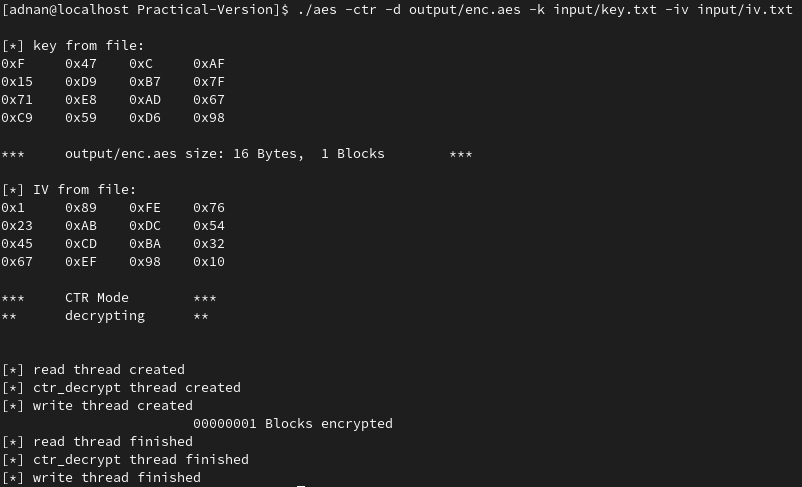 [adnan@localhost Practical-Version]$ ./aes -ctr -d output/enc.aes -k input/key.txt -iv input/iv.txt
[*] key from file:
0xF 0x47 0xC 0xAF
0x15 0xD9 0xB7 0x7F
0x71 0xE8 0xAD 0x67
0xC9 0x59 0xD6 0x98
*** output/enc.aes size: 16 Bytes, 1 Blocks ***
[*] IV from file:
0x1 0x89 0xFE 0x76
0x23 0xAB 0xDC 0x54
0x45 0xCD 0xBA 0x32
0x67 0xEF 0x98 0x10
*** CTR Mode ***
** decrypting **
[*] read thread created
[*] ctr_decrypt thread created
[*] write thread created
00000001 Blocks encrypted
[*] read thread finished
[*] ctr_decrypt thread finished
[*] write thread finished